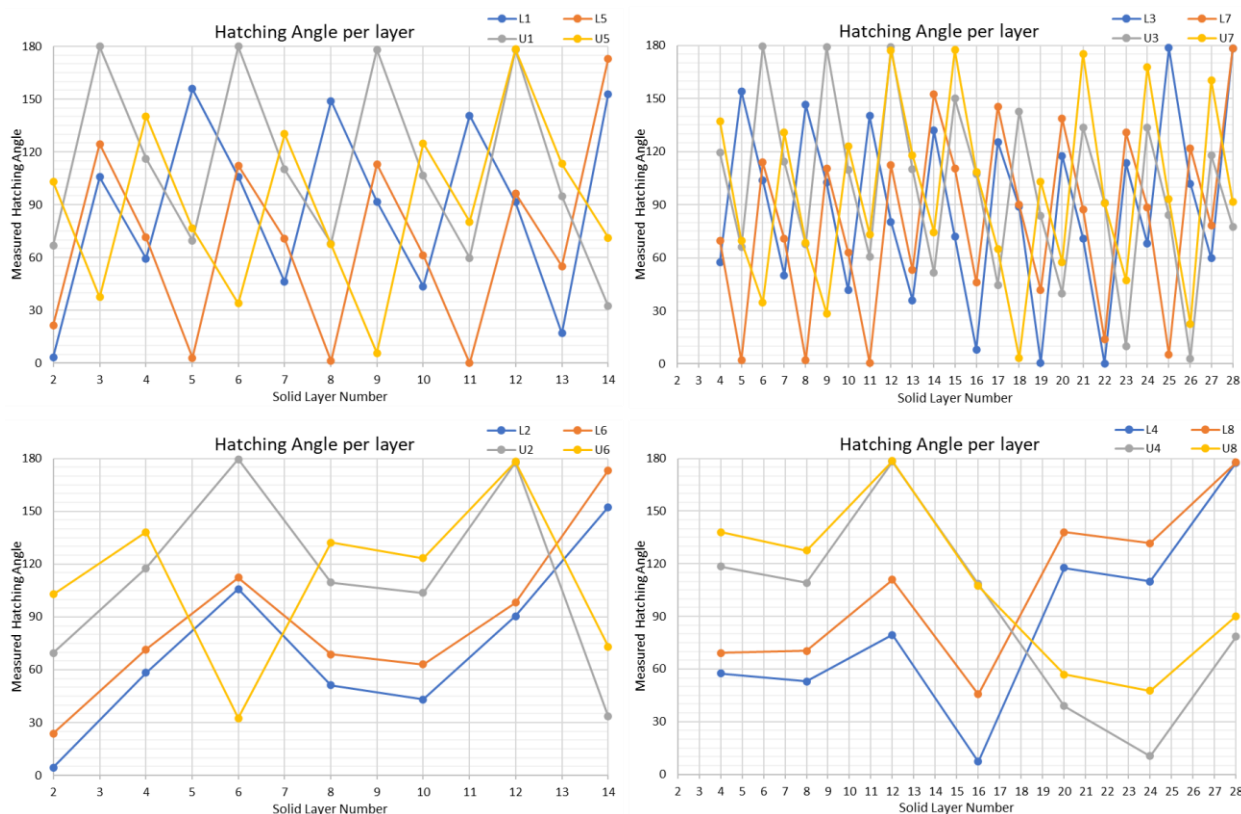 Hatching Angle per layer
L1 L5
U1 U5
Measured Hatching Angle
180
150
120
90
60
30
0
2 3 4 5 6 7 8 9 10 11 12 13 14
Solid Layer Number
Hatching Angle per layer
L3 L7
U3 U7
Measured Hatching Angle
180
150
120
90
60
30
0
2 3 4 5 6 7 8 9 10 11 12 13 14 15 16 17 18 19 20 21 22 23 24 25 26 27 28
Solid Layer Number
Hatching Angle per layer
L2 L6
U2 U6
Measured Hatching Angle
180
150
120
90
60
30
0
2 3 4 5 6 7 8 9 10 11 12 13 14
Solid Layer Number
Hatching Angle per layer
L4 L8
U4 U8
Measured Hatching Angle
180
150
120
90
60
30
0
2 3 4 5 6 7 8 9 10 11 12 13 14 15 16 17 18 19 20 21 22 23 24 25 26 27 28
Solid Layer Number